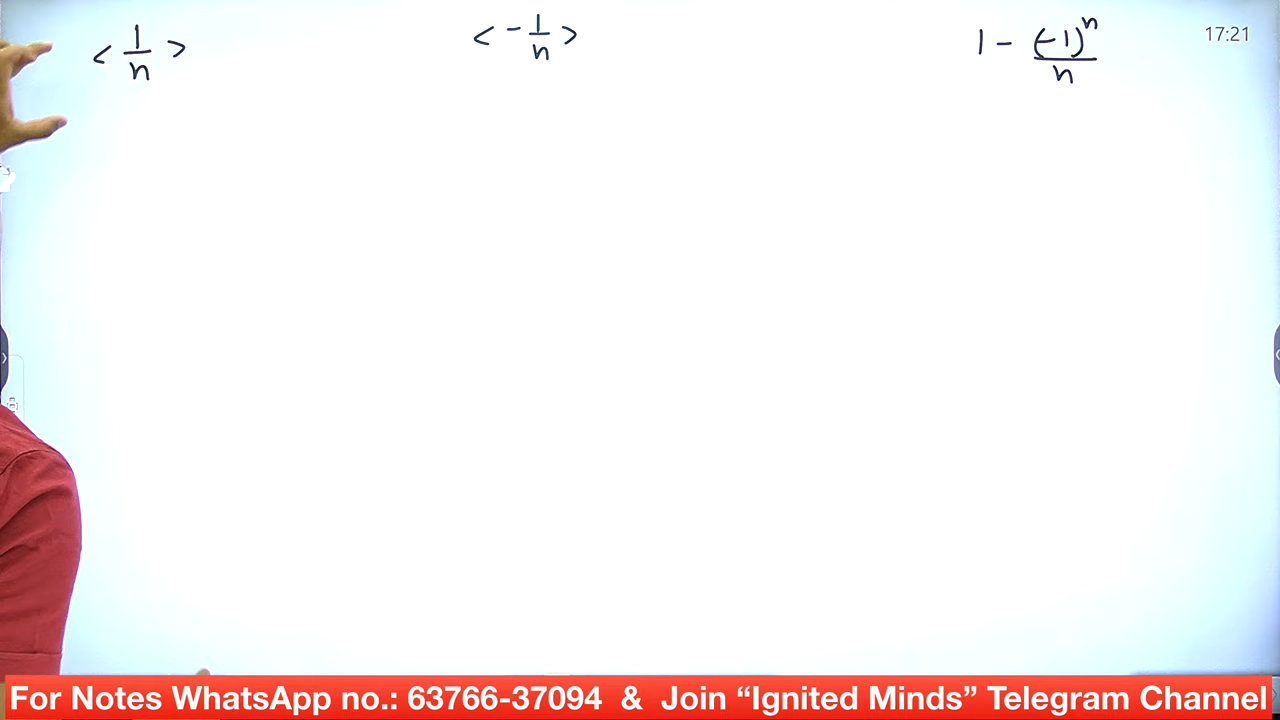 < 1/n >
< - 1/n >
1 - (-1)^n/n
17:21
For Notes WhatsApp no.: 63766-37094 & Join “Ignited Minds” Telegram Channel